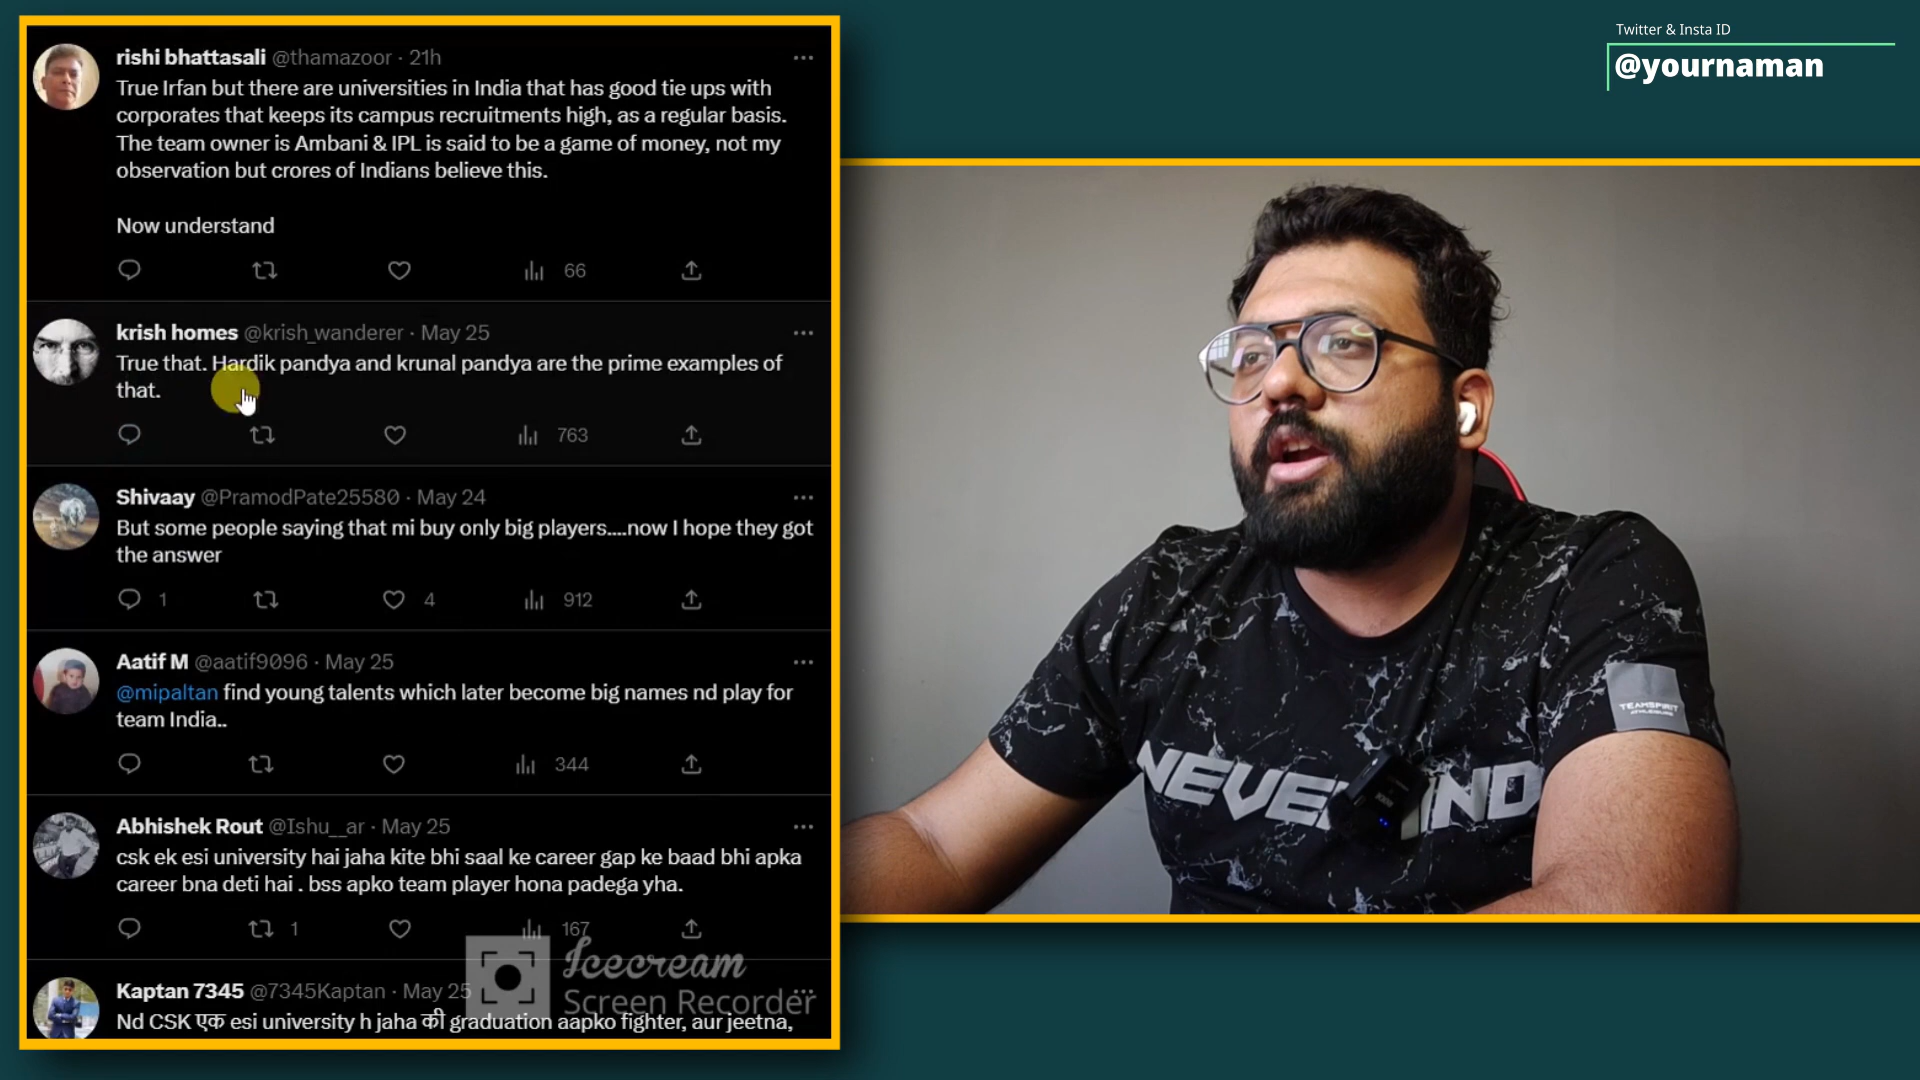 rishi bhattasali @thamazoor · 21h
True Irfan but there are universities in India that has good tie ups with
corporates that keeps its campus recruitments high, as a regular basis.
The team owner is Ambani & IPL is said to be a game of money, not my
observation but crores of Indians believe this.
Now understand
66
krish homes @krish_wanderer · May 25
True that. Hardik pandya and krunal pandya are the prime examples of
that.
763
Shivaay @PramodPate25580 · May 24
But some people saying that mi buy only big players....now I hope they got
the answer
1 4 912
Aatif M @aatif9096 · May 25
@mipaltan find young talents which later become big names nd play for
team India..
344
Abhishek Rout @Ishu__ar · May 25
csk ek esi university hai jaha kite bhi saal ke career gap ke baad bhi apka
career bna deti hai . bss apko team player hona padega yha.
1 167
Kaptan 7345 @7345Kaptan · May 25
Nd CSK एक esi university h jaha की graduation aapko fighter, aur jeetna,
Icecream
Screen Recorder
Twitter & Insta ID
@yournaman
TEAMSPIRIT
NEVE
IND